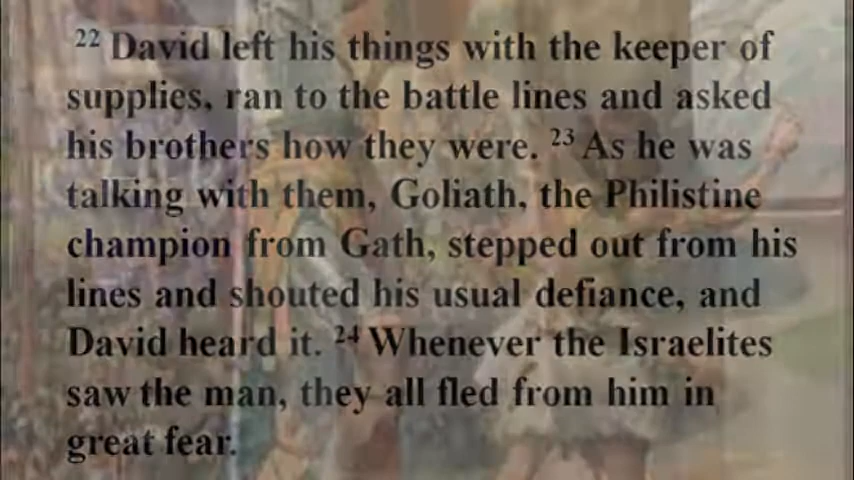 22 David left his things with the keeper of
supplies, ran to the battle lines and asked
his brothers how they were. 23 As he was
talking with them, Goliath, the Philistine
champion from Gath, stepped out from his
lines and shouted his usual defiance, and
David heard it. 24 Whenever the Israelites
saw the man, they all fled from him in
great fear.